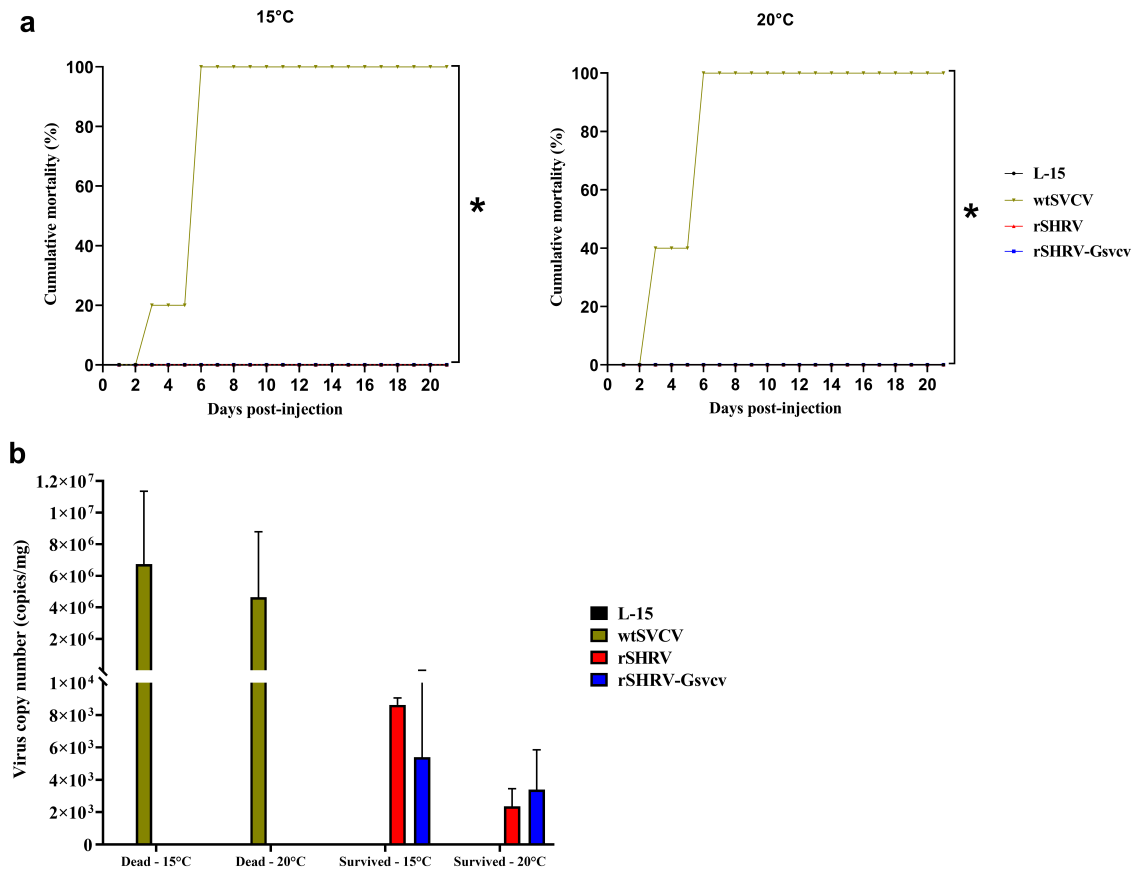 a
15°C
20°C
Cumulative mortality (%)
100
80
60
40
20
0
0 2 4 6 8 10 12 14 16 18 20
Days post-injection
*
Cumulative mortality (%)
100
80
60
40
20
0
0 2 4 6 8 10 12 14 16 18 20
Days post-injection
*
L-15
wtSVCV
rSHRV
rSHRV-Gsvcv
b
Virus copy number (copies/mg)
1.2×10⁷
1×10⁷
8×10⁶
6×10⁶
4×10⁶
2×10⁶
1×10⁴
8×10³
6×10³
4×10³
2×10³
0
Dead - 15°C Dead - 20°C Survived - 15°C Survived - 20°C
L-15
wtSVCV
rSHRV
rSHRV-Gsvcv